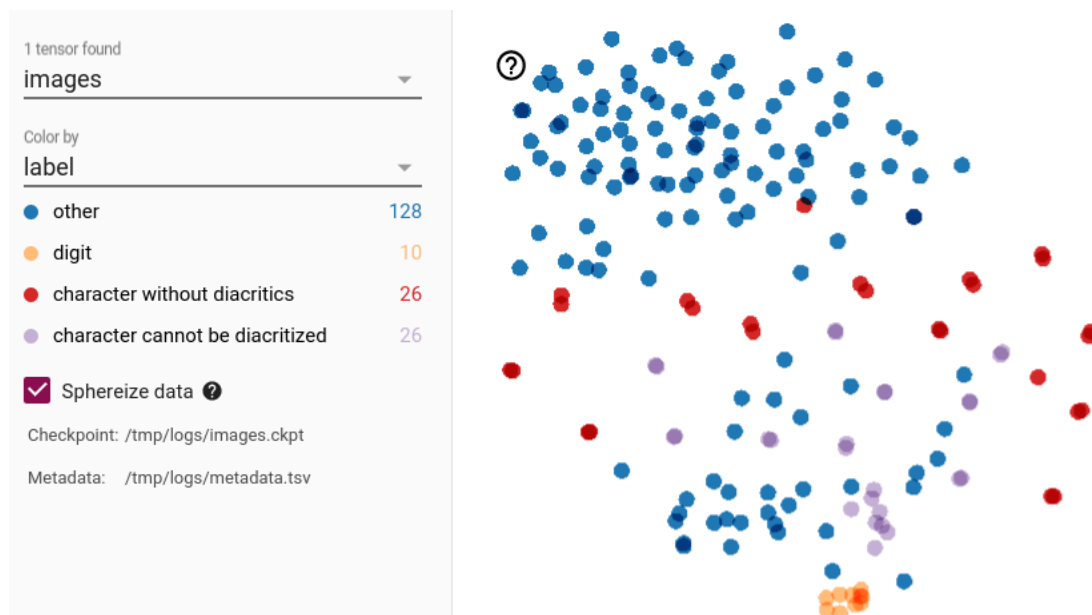 1 tensor found
images
Color by
label
other 128
digit 10
character without diacritics 26
character cannot be diacritized 26
Sphereize data ?
Checkpoint: /tmp/logs/images.ckpt
Metadata: /tmp/logs/metadata.tsv
?